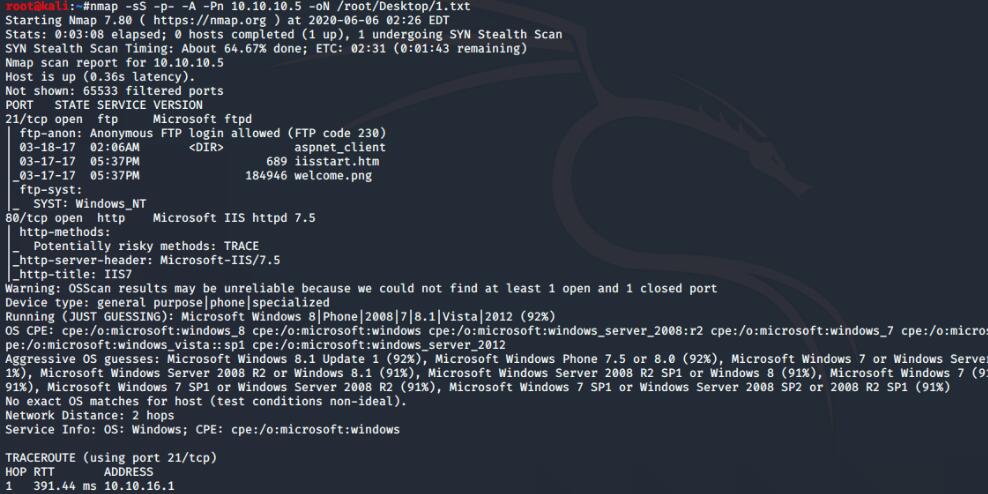 root@kali:~#nmap -sS -p- -A -Pn 10.10.10.5 -oN /root/Desktop/1.txt
Starting Nmap 7.80 ( https://nmap.org ) at 2020-06-06 02:26 EDT
Stats: 0:03:08 elapsed; 0 hosts completed (1 up), 1 undergoing SYN Stealth Scan
SYN Stealth Scan Timing: About 64.67% done; ETC: 02:31 (0:01:43 remaining)
Nmap scan report for 10.10.10.5
Host is up (0.36s latency).
Not shown: 65533 filtered ports
PORT   STATE SERVICE VERSION
21/tcp open  ftp     Microsoft ftpd
| ftp-anon: Anonymous FTP login allowed (FTP code 230)
| 03-18-17  02:06AM       <DIR>          aspnet_client
| 03-17-17  05:37PM                  689 iisstart.htm
|_03-17-17  05:37PM               184946 welcome.png
| ftp-syst:
|_  SYST: Windows_NT
80/tcp open  http    Microsoft IIS httpd 7.5
| http-methods:
|_  Potentially risky methods: TRACE
|_http-server-header: Microsoft-IIS/7.5
|_http-title: IIS7
Warning: OSScan results may be unreliable because we could not find at least 1 open and 1 closed port
Device type: general purpose|phone|specialized
Running (JUST GUESSING): Microsoft Windows 8|Phone|2008|7|8.1|Vista|2012 (92%)
OS CPE: cpe:/o:microsoft:windows_8 cpe:/o:microsoft:windows cpe:/o:microsoft:windows_server_2008:r2 cpe:/o:microsoft:windows_7 cpe:/o:micros
pe:/o:microsoft:windows_vista::sp1 cpe:/o:microsoft:windows_server_2012
Aggressive OS guesses: Microsoft Windows 8.1 Update 1 (92%), Microsoft Windows Phone 7.5 or 8.0 (92%), Microsoft Windows 7 or Windows Serve
1%), Microsoft Windows Server 2008 R2 or Windows 8.1 (91%), Microsoft Windows Server 2008 R2 SP1 or Windows 8 (91%), Microsoft Windows 7 (9
91%), Microsoft Windows 7 SP1 or Windows Server 2008 R2 (91%), Microsoft Windows 7 SP1 or Windows Server 2008 SP2 or 2008 R2 SP1 (91%)
No exact OS matches for host (test conditions non-ideal).
Network Distance: 2 hops
Service Info: OS: Windows; CPE: cpe:/o:microsoft:windows

TRACEROUTE (using port 21/tcp)
HOP RTT       ADDRESS
1   391.44 ms 10.10.16.1